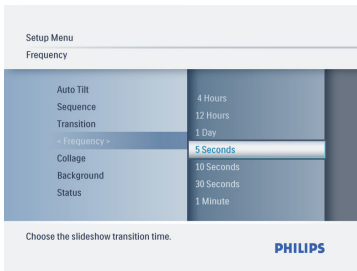 Setup Menu
Frequency
Auto Tilt
Sequence
Transition
< Frequency >
Collage
Background
Status
4 Hours
12 Hours
1 Day
5 Seconds
10 Seconds
30 Seconds
1 Minute
Choose the slideshow transition time.
PHILIPS